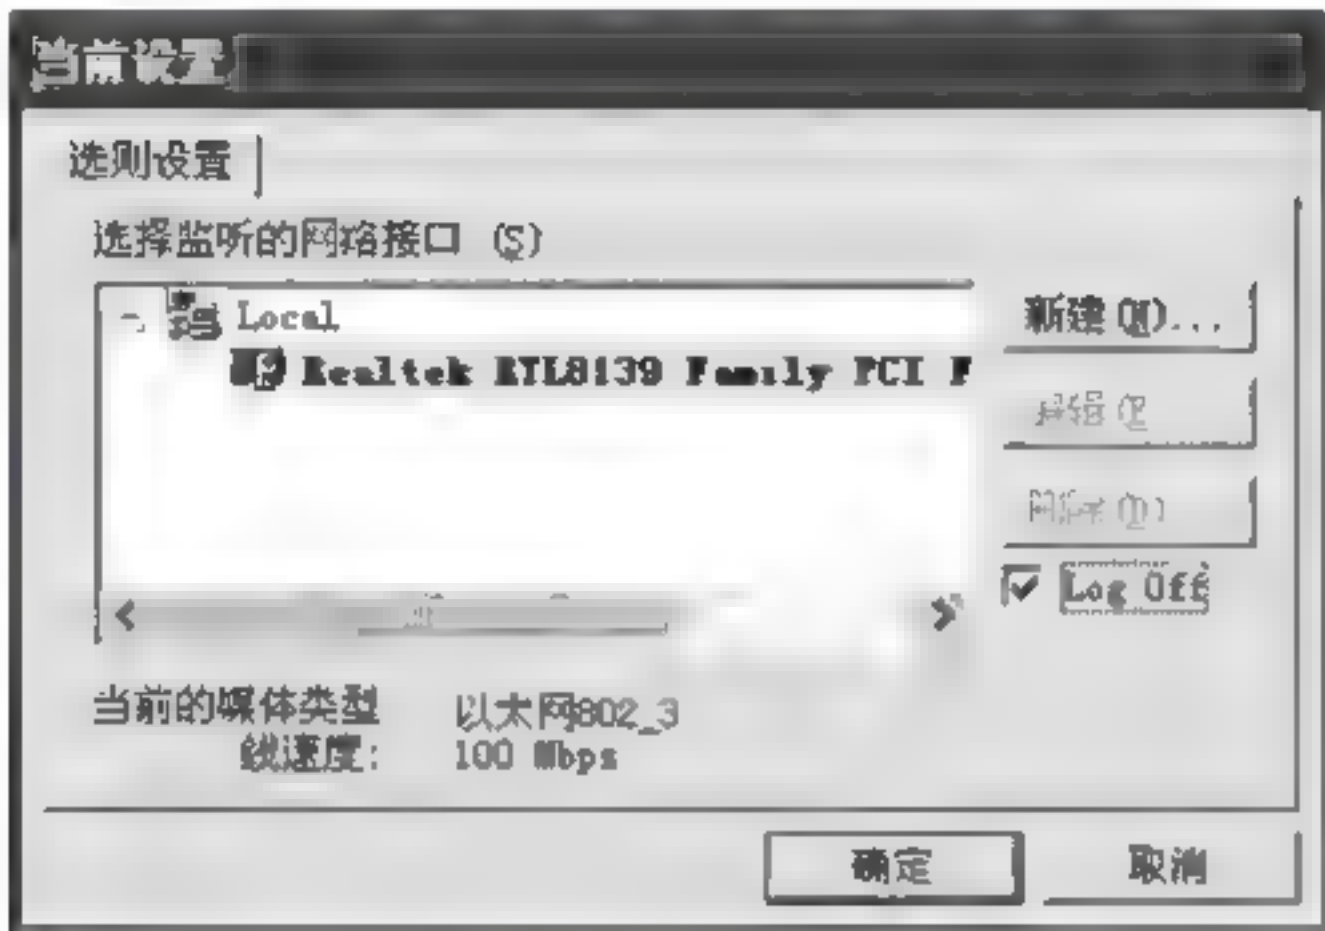 当前设置
选则设置
选择监听的网络接口 (S)
Local
Realtek RTL8139 Family PCI F
新建(N)...
编辑(E
删除(D)
Log Off
当前的媒体类型 以太网802_3
线速度: 100 Mbps
确定 取消